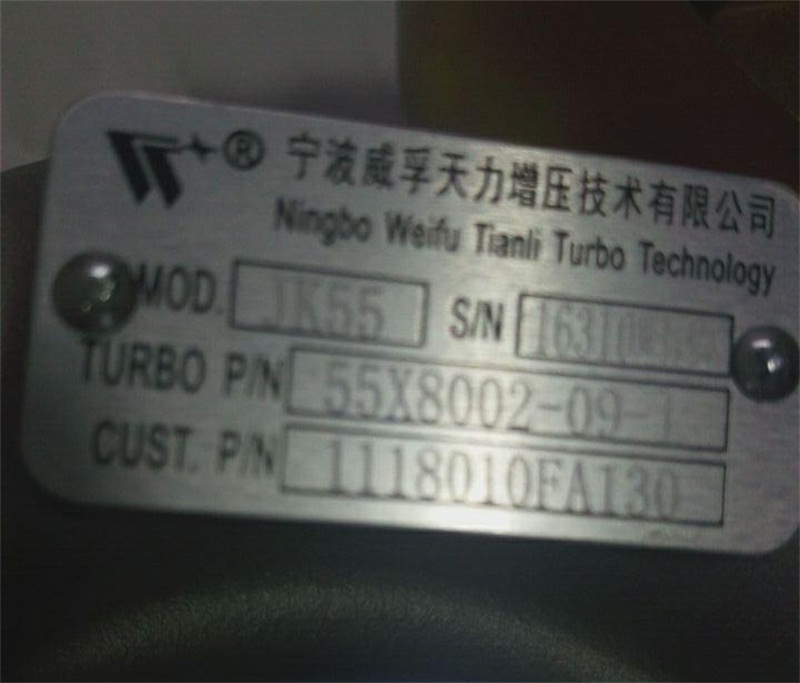 ® 宁波威孚天力增压技术有限公司
Ningbo Weifu Tianli Turbo Technology
MOD. JK55 S/N
TURBO P/N 55X8002-09-1
CUST. P/N 1118010FA130